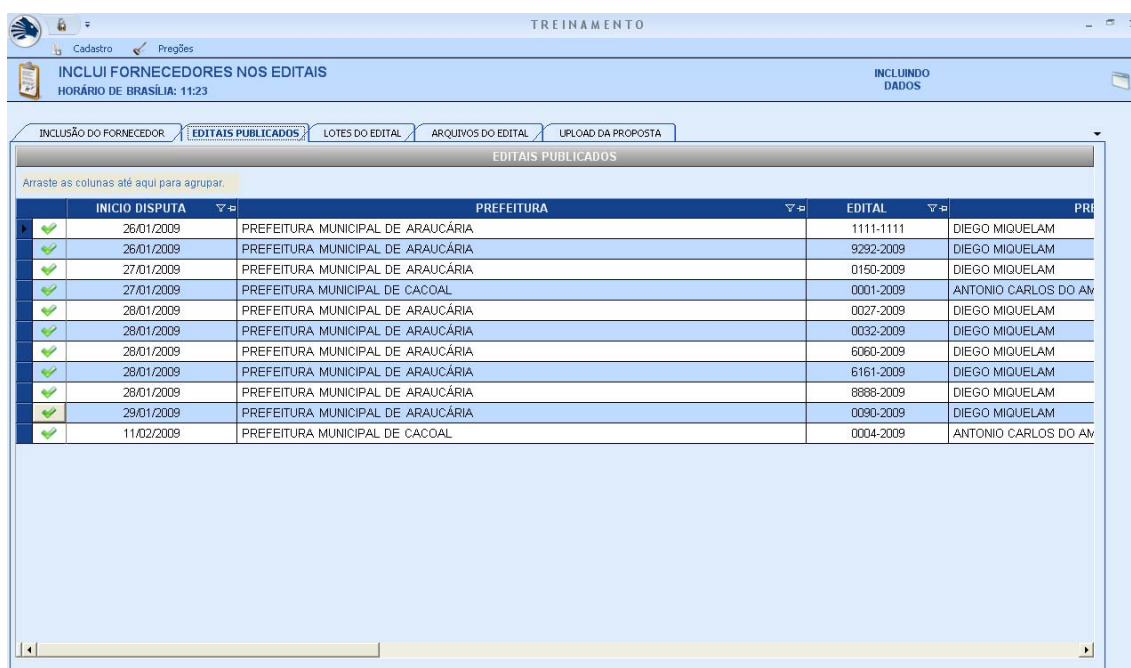 TREINAMENTO
Cadastro Pregões
INCLUI FORNECEDORES NOS EDITAIS
HORÁRIO DE BRASÍLIA: 11:23
INCLUINDO
DADOS
INCLUSÃO DO FORNECEDOR EDITAIS PUBLICADOS LOTES DO EDITAL ARQUIVOS DO EDITAL UPLOAD DA PROPOSTA
EDITAIS PUBLICADOS
Arraste as colunas até aqui para agrupar.
INICIO DISPUTA PREFEITURA EDITAL PRE
26/01/2009 PREFEITURA MUNICIPAL DE ARAUCÁRIA 1111-1111 DIEGO MIQUELAM
26/01/2009 PREFEITURA MUNICIPAL DE ARAUCÁRIA 9292-2009 DIEGO MIQUELAM
27/01/2009 PREFEITURA MUNICIPAL DE ARAUCÁRIA 0150-2009 DIEGO MIQUELAM
27/01/2009 PREFEITURA MUNICIPAL DE CACOAL 0001-2009 ANTONIO CARLOS DO AM
28/01/2009 PREFEITURA MUNICIPAL DE ARAUCÁRIA 0027-2009 DIEGO MIQUELAM
28/01/2009 PREFEITURA MUNICIPAL DE ARAUCÁRIA 0032-2009 DIEGO MIQUELAM
28/01/2009 PREFEITURA MUNICIPAL DE ARAUCÁRIA 6060-2009 DIEGO MIQUELAM
28/01/2009 PREFEITURA MUNICIPAL DE ARAUCÁRIA 6161-2009 DIEGO MIQUELAM
28/01/2009 PREFEITURA MUNICIPAL DE ARAUCÁRIA 8888-2009 DIEGO MIQUELAM
29/01/2009 PREFEITURA MUNICIPAL DE ARAUCÁRIA 0090-2009 DIEGO MIQUELAM
11/02/2009 PREFEITURA MUNICIPAL DE CACOAL 0004-2009 ANTONIO CARLOS DO AM